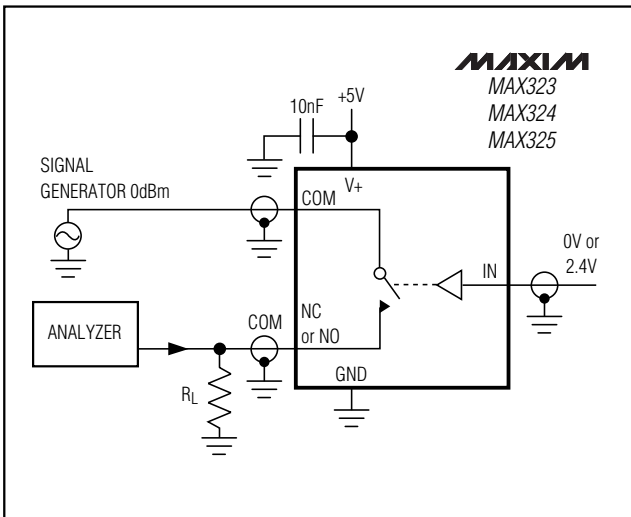 MAXIM
MAX323
MAX324
MAX325
10nF
+5V
SIGNAL
GENERATOR 0dBm
V+
COM
0V or
2.4V
IN
ANALYZER
COM
NC
or NO
GND
RL